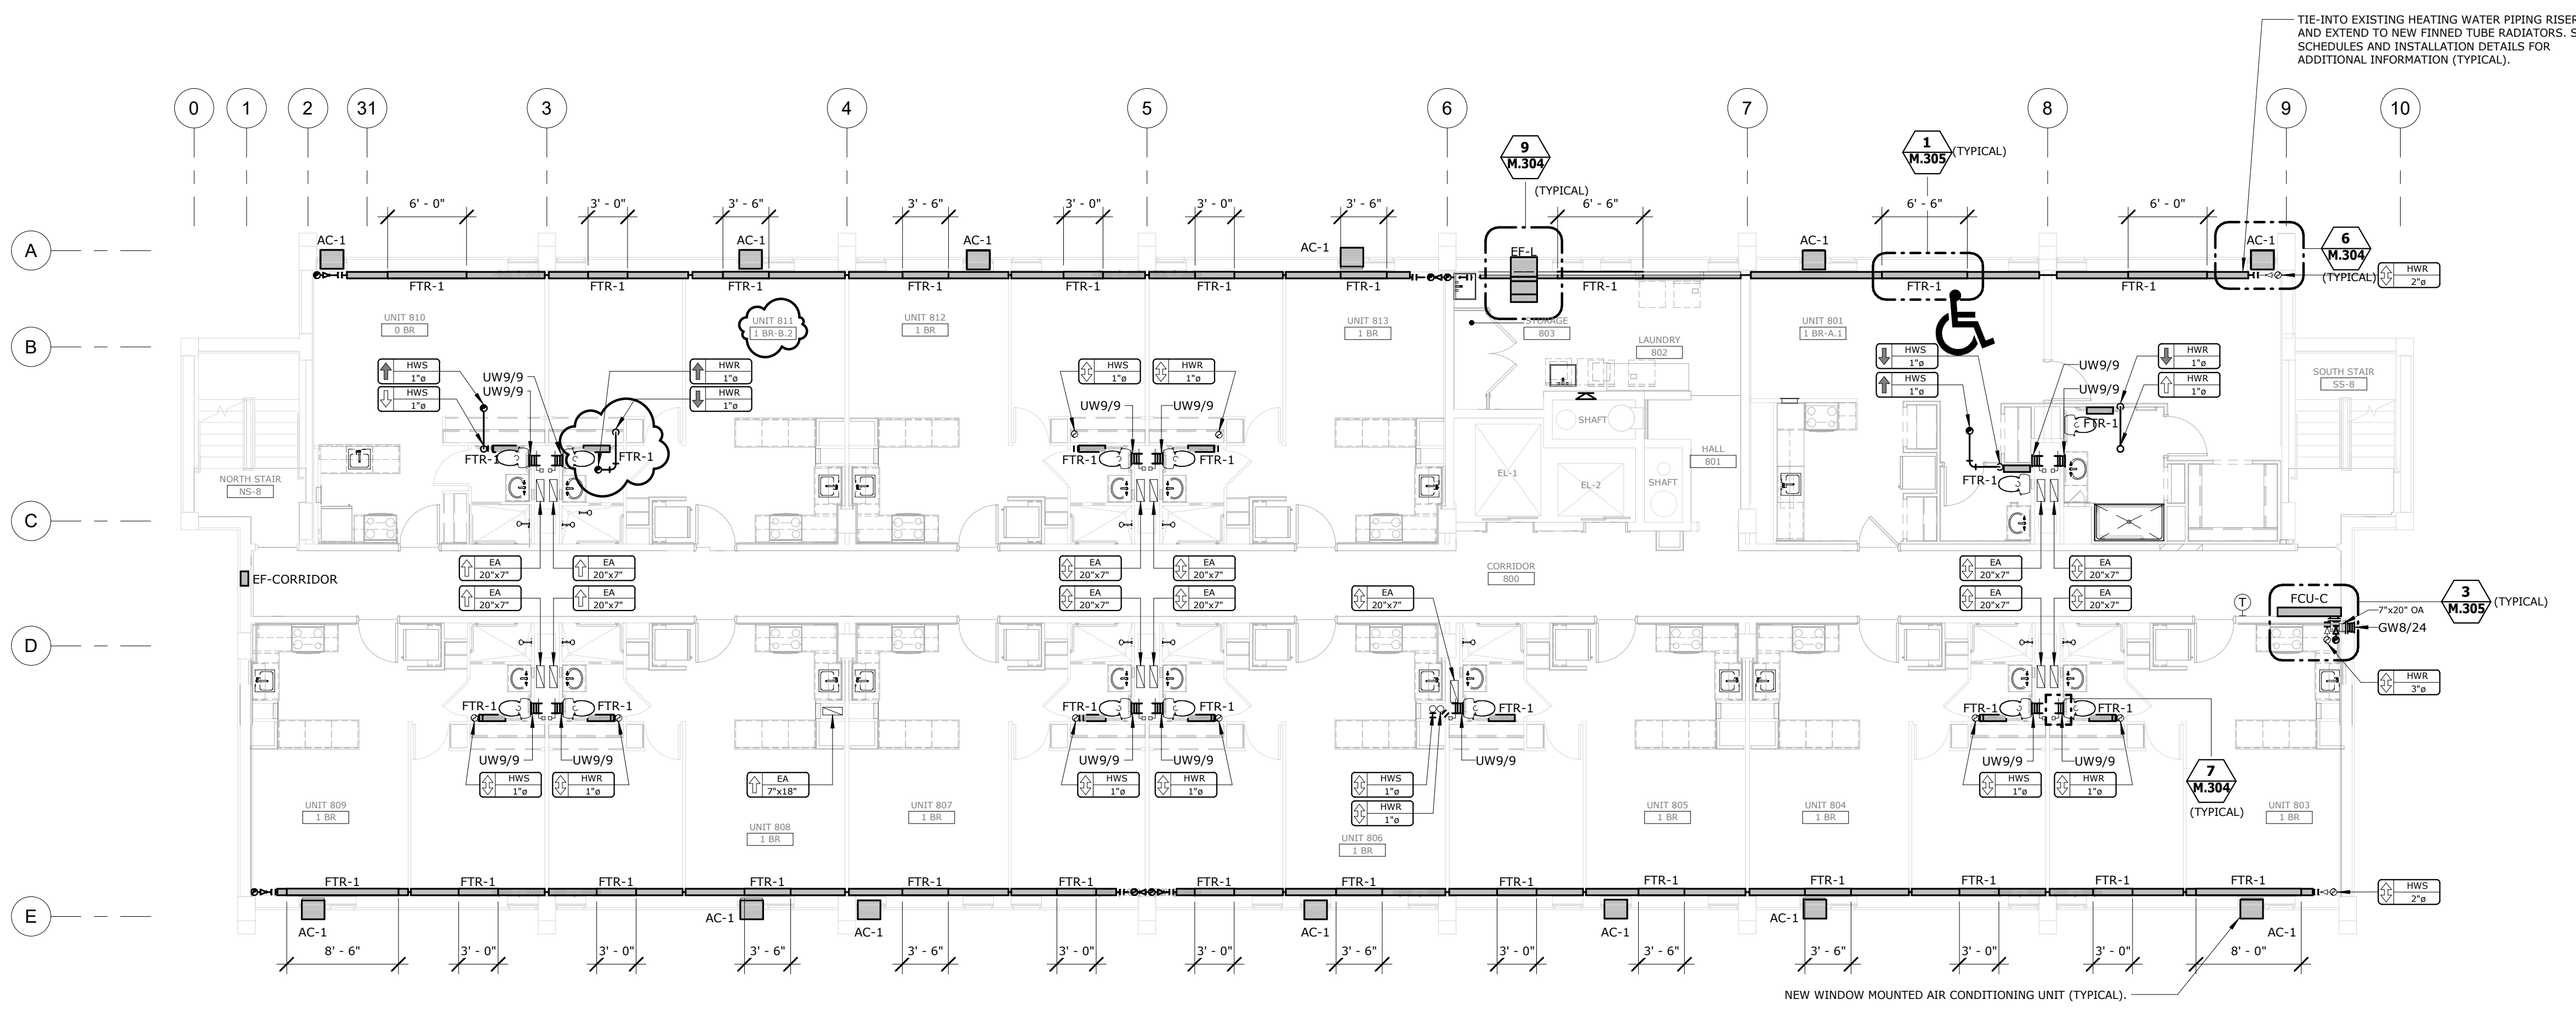 TIE-INTO EXISTING HEATING WATER PIPING RISER
AND EXTEND TO NEW FINNED TUBE RADIATORS. S
SCHEDULES AND INSTALLATION DETAILS FOR
ADDITIONAL INFORMATION (TYPICAL).
0 1 2 31 3 4 5 6 7 8 9 10
9
M.304
(TYPICAL)
1
M.305
(TYPICAL)
6' - 0" 3' - 0" 3' - 6" 3' - 6" 3' - 0" 3' - 0" 3' - 6" 6' - 6" 6' - 6" 6' - 0"
A
AC-1 AC-1 AC-1 AC-1 EF-L AC-1 AC-1
6
M.304
(TYPICAL)
HWR
2"ø
FTR-1 FTR-1 FTR-1 FTR-1 FTR-1 FTR-1 FTR-1 FTR-1 FTR-1 FTR-1
UNIT 810
0 BR
UNIT 811
1 BR-B.2
UNIT 812
1 BR
UNIT 813
1 BR
STORAGE
803
LAUNDRY
802
UNIT 801
1 BR-A.1
B
HWS
1"ø
HWS
1"ø
UW9/9
UW9/9
HWR
1"ø
HWR
1"ø
HWS
1"ø
HWR
1"ø
UW9/9 UW9/9
HWS
1"ø
HWS
1"ø
UW9/9
UW9/9
HWR
1"ø
HWR
1"ø
SOUTH STAIR
SS-8
FTR-1 FTR-1 FTR-1 FTR-1 FTR-1 FTR-1
SHAFT
EL-1
EL-2
SHAFT
HALL
801
NORTH STAIR
NS-8
C
EF-CORRIDOR
EA
20"x7"
EA
20"x7"
EA
20"x7"
EA
20"x7"
EA
20"x7"
EA
20"x7"
EA
20"x7"
EA
20"x7"
EA
20"x7"
EA
20"x7"
EA
20"x7"
EA
20"x7"
EA
20"x7"
CORRIDOR
800
T
FCU-C
7"x20" OA
GW8/24
3
M.305
(TYPICAL)
HWR
3"ø
D
FTR-1 FTR-1 FTR-1 FTR-1 FTR-1 FTR-1 FTR-1
UW9/9 UW9/9 UW9/9 UW9/9 UW9/9 UW9/9 UW9/9
HWS
1"ø
HWR
1"ø
EA
7"x18"
HWS
1"ø
HWR
1"ø
HWS
1"ø
HWR
1"ø
HWS
1"ø
HWR
1"ø
7
M.304
(TYPICAL)
UNIT 809
1 BR
UNIT 808
1 BR
UNIT 807
1 BR
UNIT 806
1 BR
UNIT 805
1 BR
UNIT 804
1 BR
UNIT 803
1 BR
FTR-1 FTR-1 FTR-1 FTR-1 FTR-1 FTR-1 FTR-1 FTR-1 FTR-1 FTR-1 FTR-1 FTR-1 FTR-1 FTR-1
HWS
2"ø
E
AC-1 AC-1 AC-1 AC-1 AC-1 AC-1 AC-1
8' - 6" 3' - 0" 3' - 0" 3' - 6" 3' - 6" 3' - 0" 3' - 0" 3' - 6" 3' - 0" 3' - 6" 3' - 6" 3' - 0" 3' - 0" 8' - 0"
NEW WINDOW MOUNTED AIR CONDITIONING UNIT (TYPICAL).